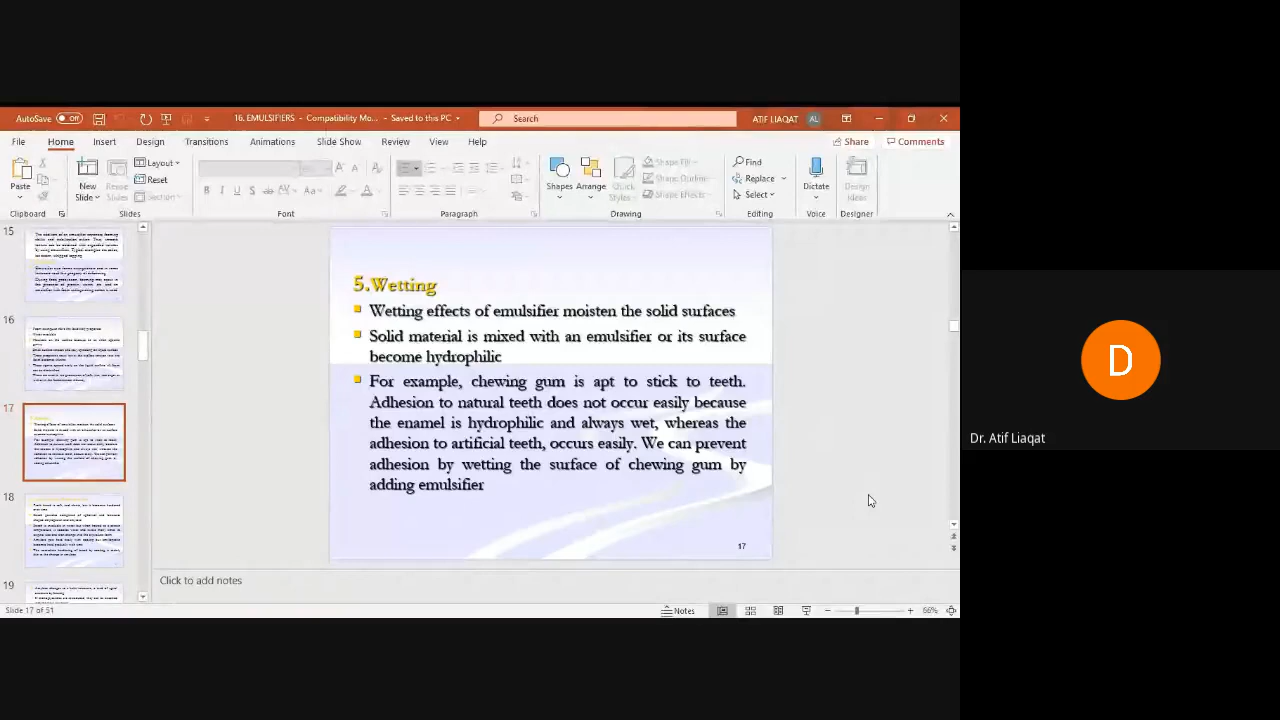 AutoSave Off 16. EMULSIFIERS - Compatibility Mo... - Saved to this PC Search ATIF LIAQAT AL
File Home Insert Design Transitions Animations Slide Show Review View Help Share Comments
Paste New Slide Reuse Slides Layout Reset Section Shapes Arrange Quick Styles Shape Fill Shape Outline Shape Effects Find Replace Select Dictate Design Ideas
Clipboard Slides Font Paragraph Drawing Editing Voice Designer
15
16
17
18
19
5.Wetting
Wetting effects of emulsifier moisten the solid surfaces
Solid material is mixed with an emulsifier or its surface
become hydrophilic
For example, chewing gum is apt to stick to teeth.
Adhesion to natural teeth does not occur easily because
the enamel is hydrophilic and always wet, whereas the
adhesion to artificial teeth, occurs easily. We can prevent
adhesion by wetting the surface of chewing gum by
adding emulsifier
17
Click to add notes
Slide 17 of 51 Notes 66%
D
Dr. Atif Liaqat